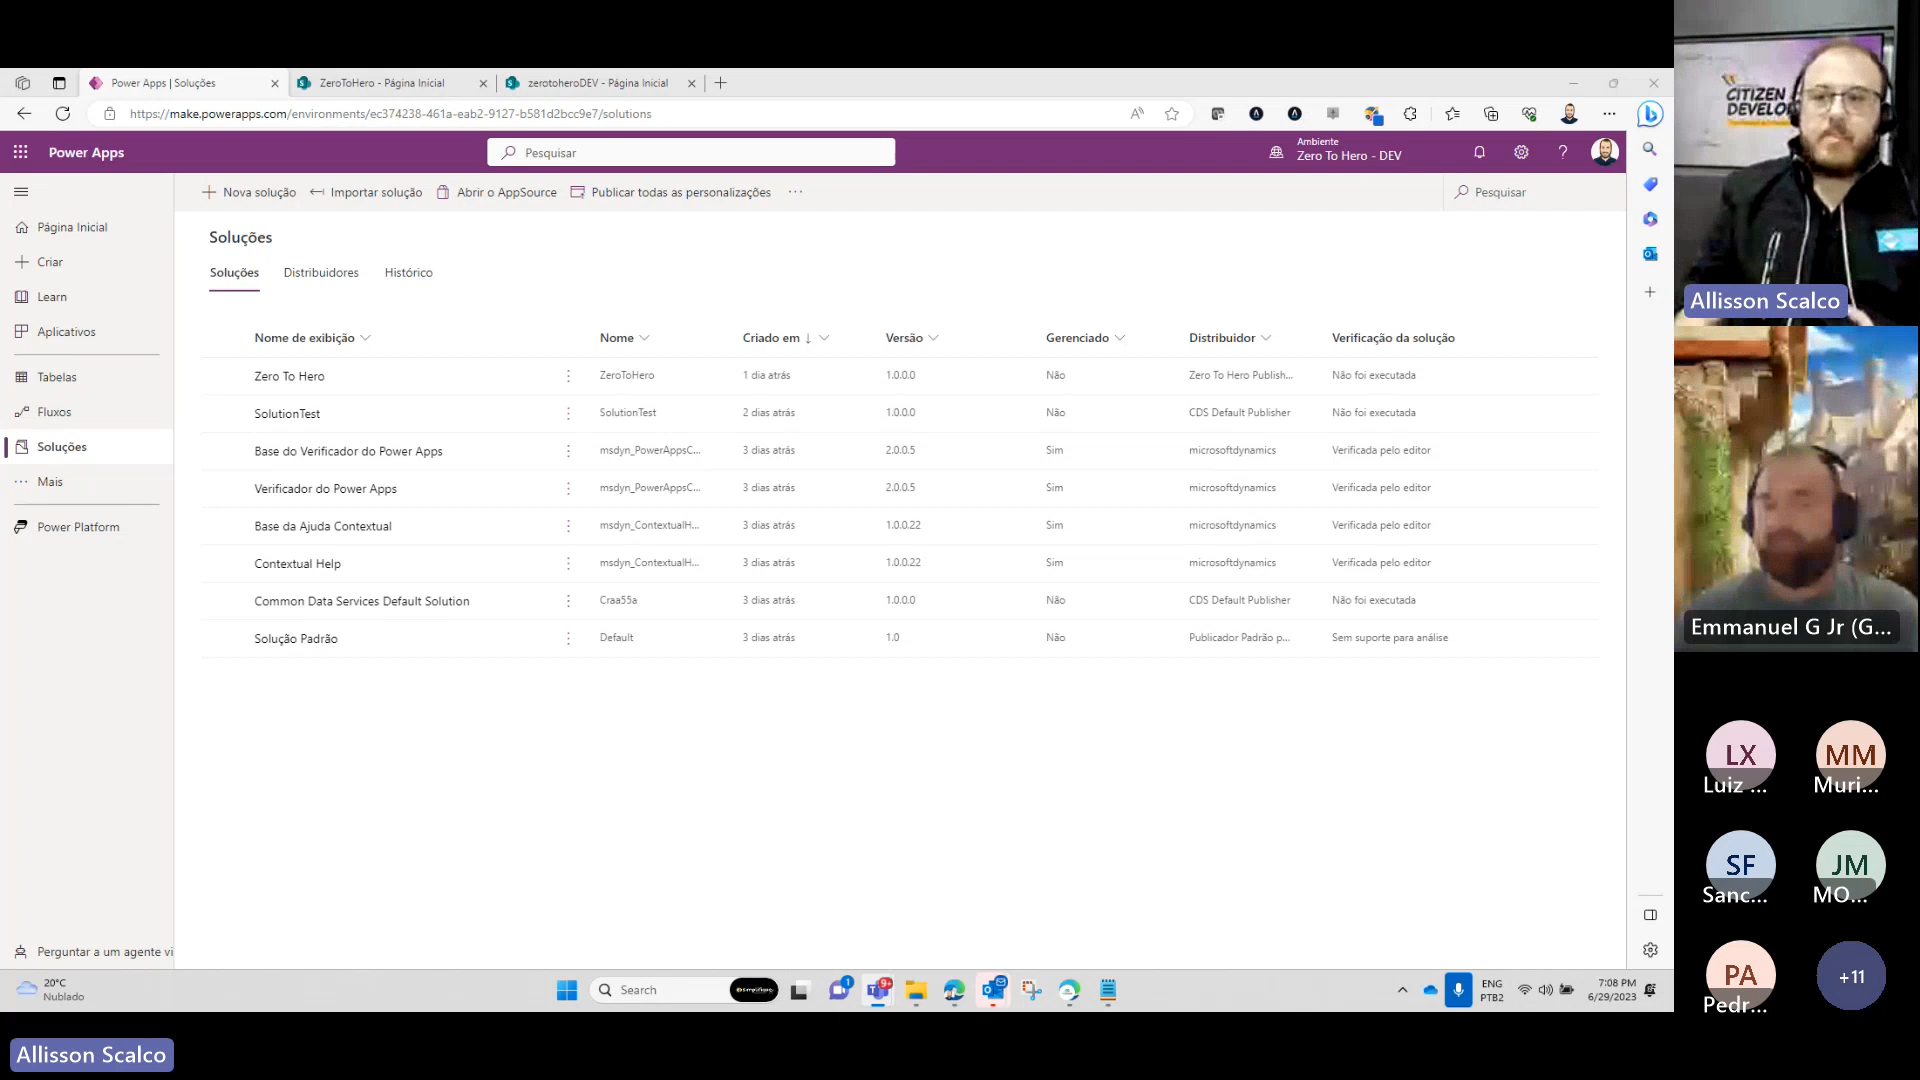 Power Apps | Soluções
ZeroToHero - Página Inicial
zerotoheroDEV - Página Inicial
https://make.powerapps.com/environments/ec374238-461a-eab2-9127-b581d2bcc9e7/solutions
Power Apps
Pesquisar
Ambiente
Zero To Hero - DEV
Nova solução
Importar solução
Abrir o AppSource
Publicar todas as personalizações
Pesquisar
Página Inicial
Criar
Learn
Aplicativos
Tabelas
Fluxos
Soluções
Mais
Power Platform
Perguntar a um agente vi
Soluções
Soluções Distribuidores Histórico
Nome de exibição Nome Criado em Versão Gerenciado Distribuidor Verificação da solução
Zero To Hero ZeroToHero 1 dia atrás 1.0.0.0 Não Zero To Hero Publish... Não foi executada
SolutionTest SolutionTest 2 dias atrás 1.0.0.0 Não CDS Default Publisher Não foi executada
Base do Verificador do Power Apps msdyn_PowerAppsC... 3 dias atrás 2.0.0.5 Sim microsoftdynamics Verificada pelo editor
Verificador do Power Apps msdyn_PowerAppsC... 3 dias atrás 2.0.0.5 Sim microsoftdynamics Verificada pelo editor
Base da Ajuda Contextual msdyn_ContextualH... 3 dias atrás 1.0.0.22 Sim microsoftdynamics Verificada pelo editor
Contextual Help msdyn_ContextualH... 3 dias atrás 1.0.0.22 Sim microsoftdynamics Verificada pelo editor
Common Data Services Default Solution Craa55a 3 dias atrás 1.0.0.0 Não CDS Default Publisher Não foi executada
Solução Padrão Default 3 dias atrás 1.0 Não Publicador Padrão p... Sem suporte para análise
20°C
Nublado
Search
1
9+
ENG
PTB2
7:08 PM
6/29/2023
CITIZEN
Allisson Scalco
Emmanuel G Jr (G...
LX
MM
Luiz ...
Muri...
SF
JM
Sanc...
MO...
PA
+11
Pedr...
Allisson Scalco